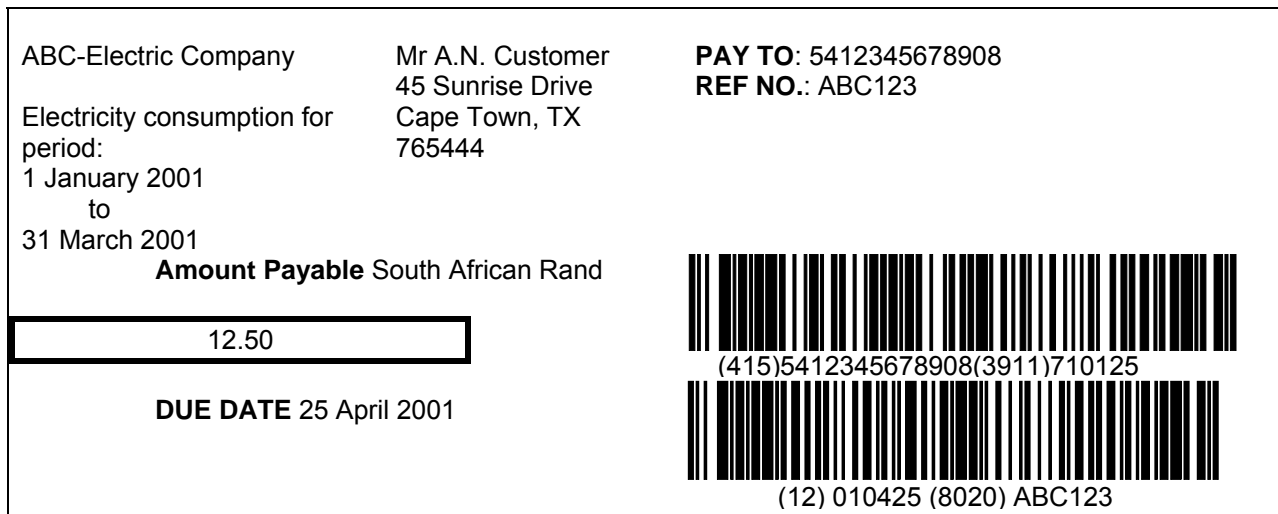 ABC-Electric Company
Electricity consumption for
period:
1 January 2001
to
31 March 2001
Mr A.N. Customer
45 Sunrise Drive
Cape Town, TX
765444
PAY TO: 5412345678908
REF NO.: ABC123
Amount Payable South African Rand
12.50
DUE DATE 25 April 2001
(415)5412345678908(3911)710125
(12) 010425 (8020) ABC123